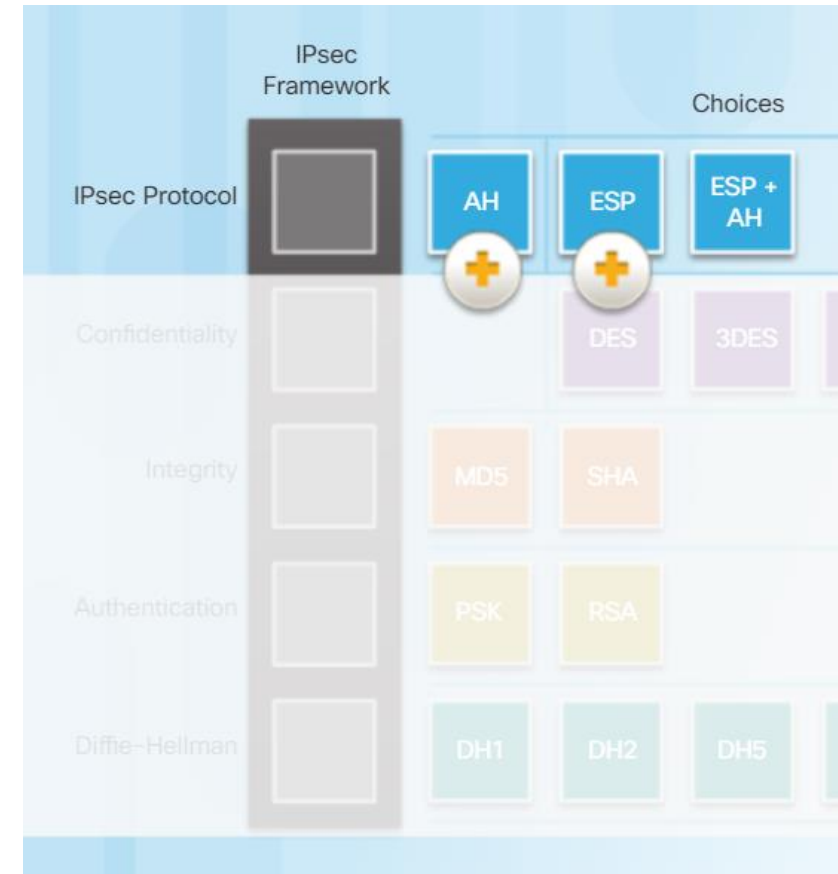 IPsec
Framework
Choices
IPsec Protocol
AH
ESP
ESP +
AH
Confidentiality
DES
3DES
Integrity
MD5
SHA
Authentication
PSK
RSA
Diffie-Hellman
DH1
DH2
DH5